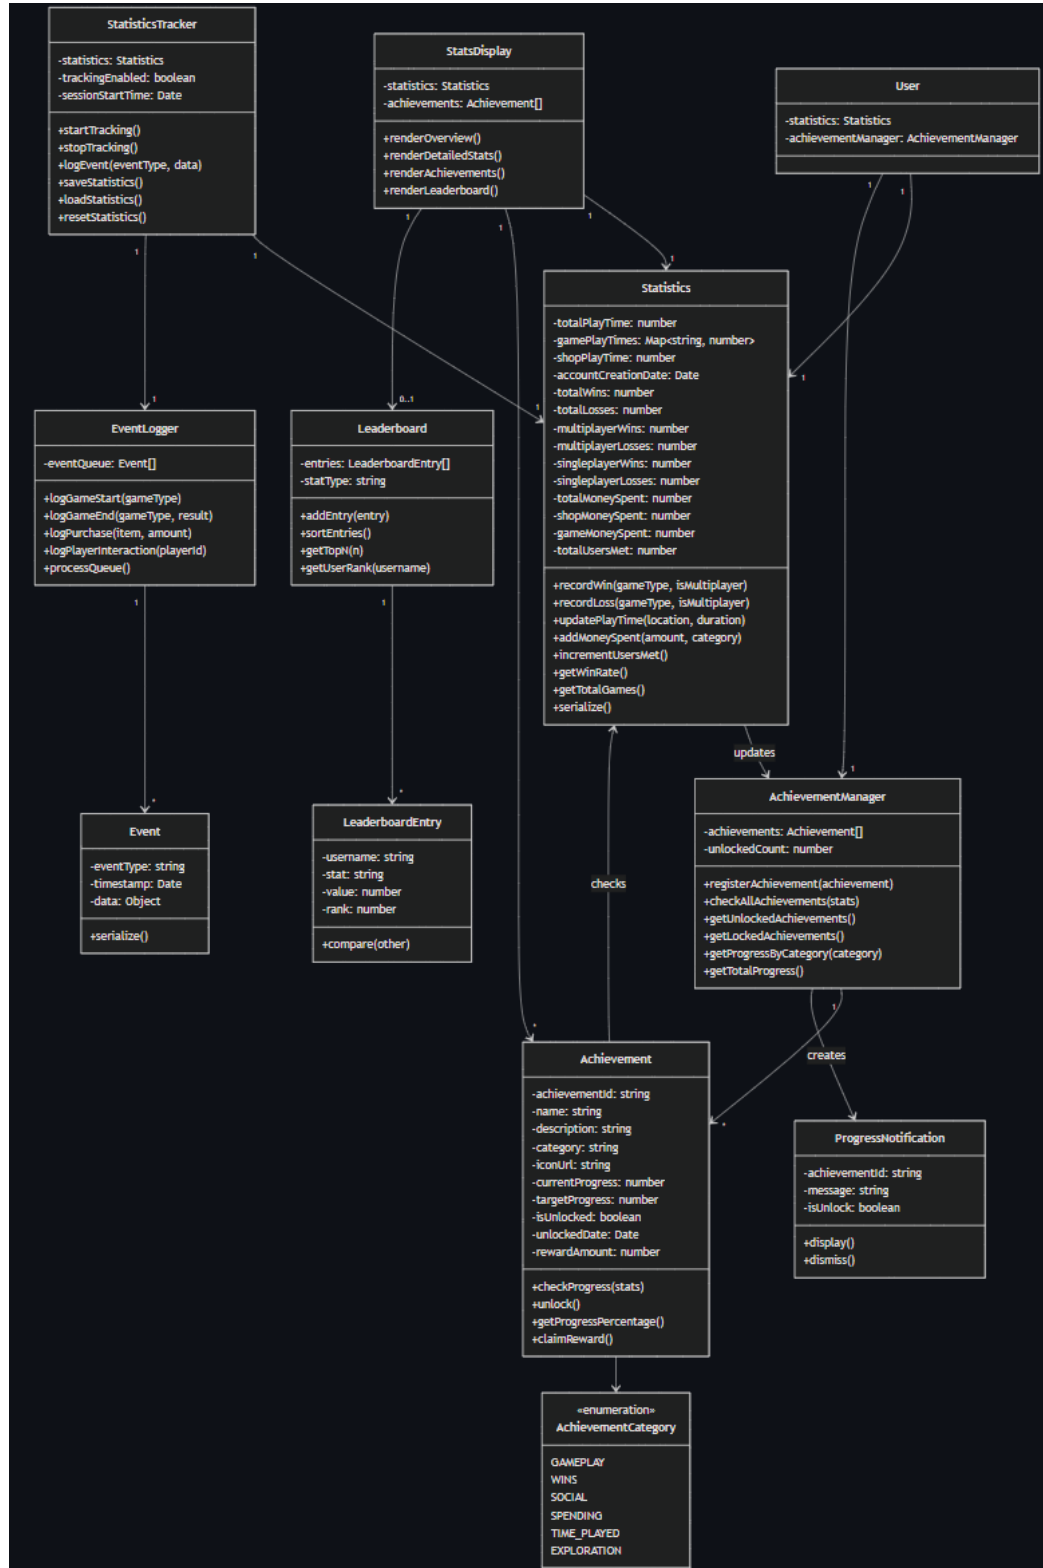 StatisticsTracker
-statistics: Statistics
-trackingEnabled: boolean
-sessionStartTime: Date
+startTracking()
+stopTracking()
+logEvent(eventType, data)
+saveStatistics()
+loadStatistics()
+resetStatistics()
StatsDisplay
-statistics: Statistics
-achievements: Achievement[]
+renderOverview()
+renderDetailedStats()
+renderAchievements()
+renderLeaderboard()
User
-statistics: Statistics
-achievementManager: AchievementManager
1
1
1
1
1
1
1
1
Statistics
-totalPlayTime: number
-gamePlayTimes: Map<string, number>
-shopPlayTime: number
-accountCreationDate: Date
-totalWins: number
-totalLosses: number
-multiplayerWins: number
-multiplayerLosses: number
-singleplayerWins: number
-singleplayerLosses: number
-totalMoneySpent: number
-shopMoneySpent: number
-gameMoneySpent: number
-totalUsersMet: number
+recordWin(gameType, isMultiplayer)
+recordLoss(gameType, isMultiplayer)
+updatePlayTime(location, duration)
+addMoneySpent(amount, category)
+incrementUsersMet()
+getWinRate()
+getTotalGames()
+serialize()
1
1
0..1
1
EventLogger
-eventQueue: Event[]
+logGameStart(gameType)
+logGameEnd(gameType, result)
+logPurchase(item, amount)
+logPlayerInteraction(playerId)
+processQueue()
Leaderboard
-entries: LeaderboardEntry[]
-statType: string
+addEntry(entry)
+sortEntries()
+getTopN(n)
+getUserRank(username)
1
1
updates
1
*
*
Event
-eventType: string
-timestamp: Date
-data: Object
+serialize()
LeaderboardEntry
-username: string
-stat: string
-value: number
-rank: number
+compare(other)
checks
AchievementManager
-achievements: Achievement[]
-unlockedCount: number
+registerAchievement(achievement)
+checkAllAchievements(stats)
+getUnlockedAchievements()
+getLockedAchievements()
+getProgressByCategory(category)
+getTotalProgress()
1
*
creates
*
Achievement
-achievementId: string
-name: string
-description: string
-category: string
-iconUrl: string
-currentProgress: number
-targetProgress: number
-isUnlocked: boolean
-unlockedDate: Date
-rewardAmount: number
+checkProgress(stats)
+unlock()
+getProgressPercentage()
+claimReward()
ProgressNotification
-achievementId: string
-message: string
-isUnlock: boolean
+display()
+dismiss()
«enumeration»
AchievementCategory
GAMEPLAY
WINS
SOCIAL
SPENDING
TIME_PLAYED
EXPLORATION